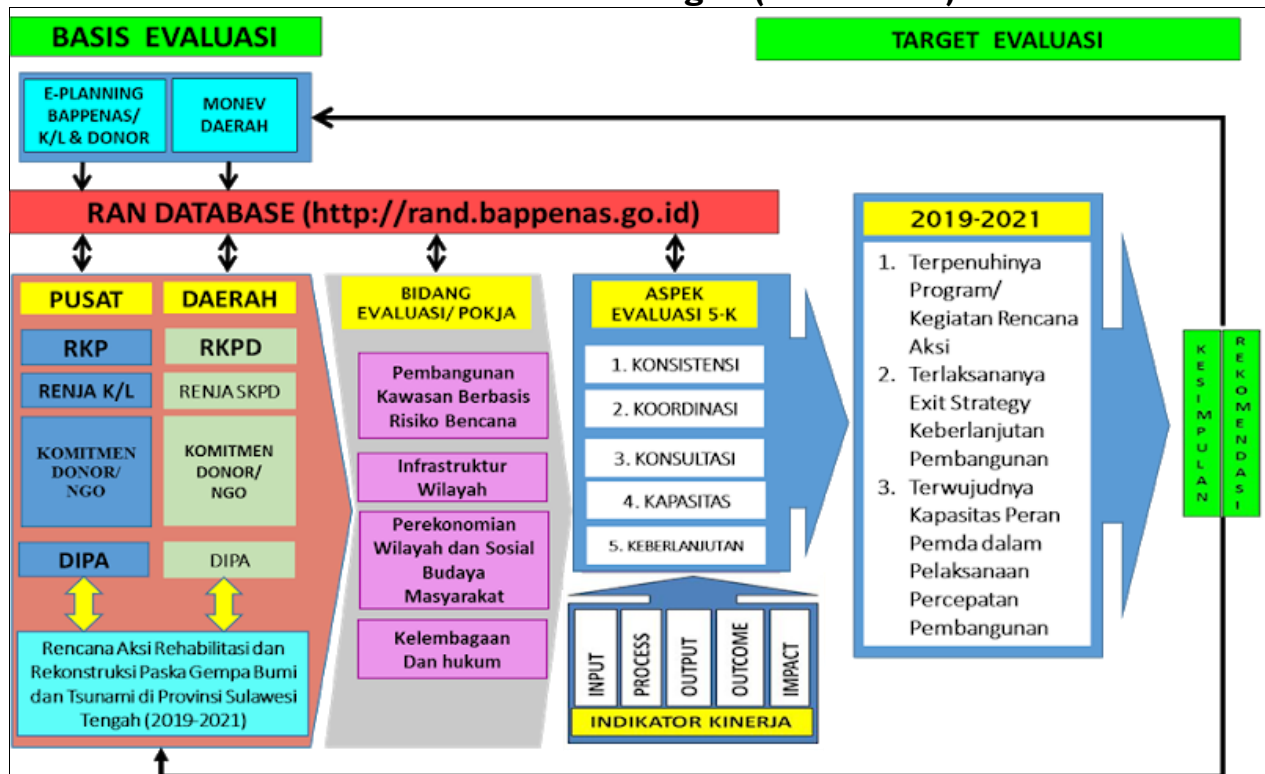 BASIS EVALUASI
TARGET EVALUASI
E-PLANNING
BAPPENAS/
K/L & DONOR
MONEV
DAERAH
RAN DATABASE (http://rand.bappenas.go.id)
PUSAT
RKP
RENJA K/L
KOMITMEN
DONOR/
NGO
DIPA
DAERAH
RKPD
RENJA SKPD
KOMITMEN
DONOR/
NGO
DIPA
Rencana Aksi Rehabilitasi dan
Rekonstruksi Paska Gempa Bumi
dan Tsunami di Provinsi Sulawesi
Tengah (2019-2021)
BIDANG
EVALUASI/ POKJA
Pembangunan
Kawasan Berbasis
Risiko Bencana
Infrastruktur
Wilayah
Perekonomian
Wilayah dan Sosial
Budaya
Masyarakat
Kelembagaan
Dan hukum
ASPEK
EVALUASI 5-K
1. KONSISTENSI
2. KOORDINASI
3. KONSULTASI
4. KAPASITAS
5. KEBERLANJUTAN
INPUT
PROCESS
OUTPUT
OUTCOME
IMPACT
INDIKATOR KINERJA
2019-2021
1. Terpenuhinya
Program/
Kegiatan Rencana
Aksi
2. Terlaksananya
Exit Strategy
Keberlanjutan
Pembangunan
3. Terwujudnya
Kapasitas Peran
Pemda dalam
Pelaksanaan
Percepatan
Pembangunan
KESIMPULAN
REKOMENDASI